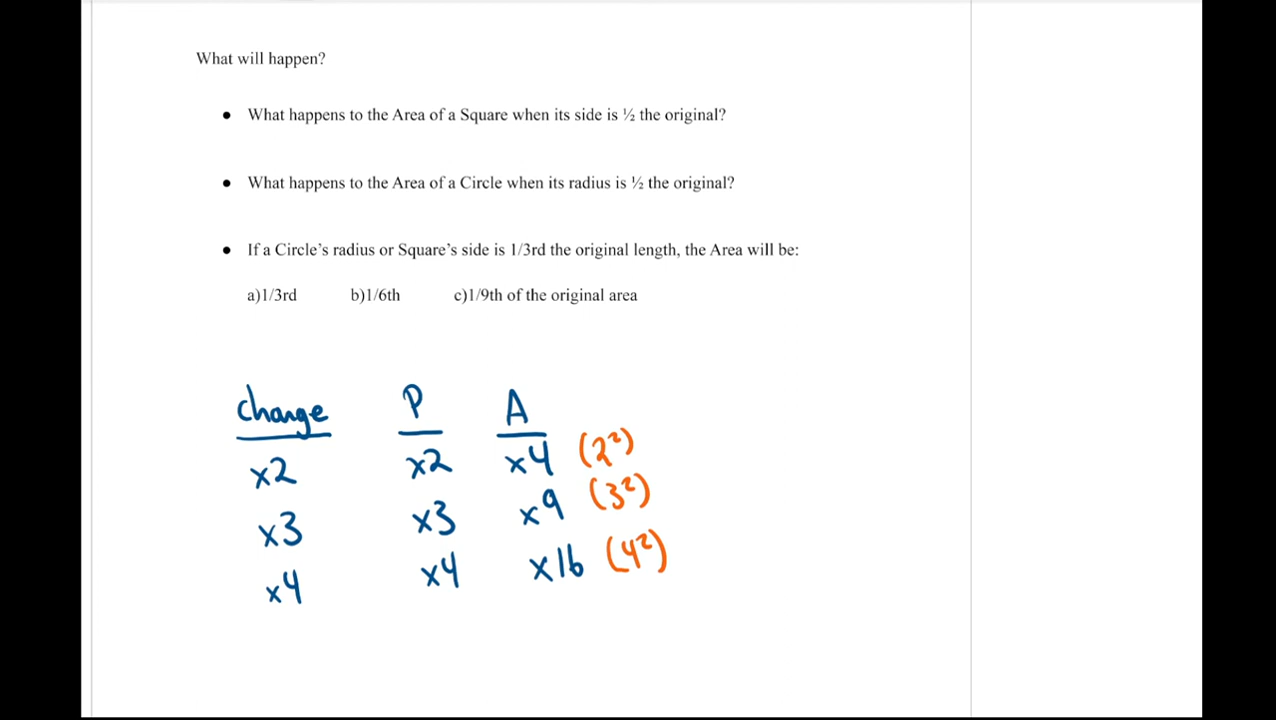 What will happen?
● What happens to the Area of a Square when its side is ½ the original?
● What happens to the Area of a Circle when its radius is ½ the original?
● If a Circle’s radius or Square’s side is 1/3rd the original length, the Area will be:
a)1/3rd b)1/6th c)1/9th of the original area
change P A
x2 x2 x4 (2²)
x3 x3 x9 (3²)
x4 x4 x16 (4²)